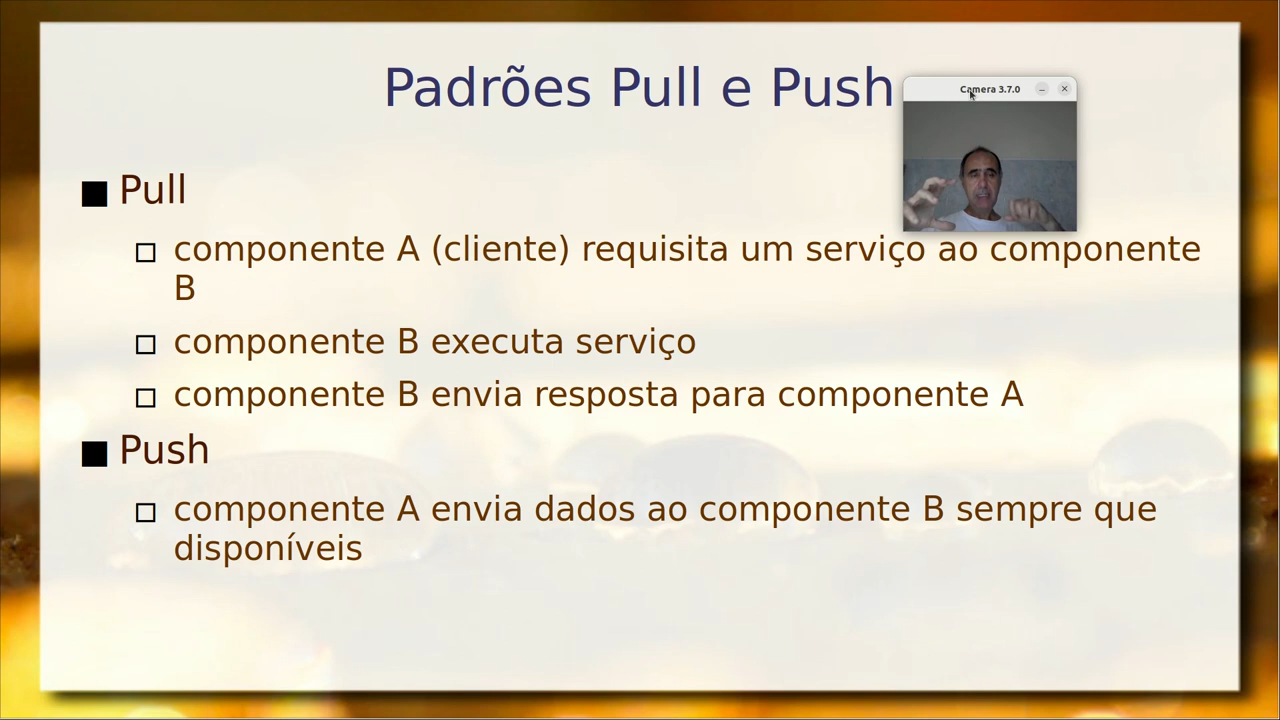 Padrões Pull e Push
Camera 3.7.0
Pull
componente A (cliente) requisita um serviço ao componente
B
componente B executa serviço
componente B envia resposta para componente A
Push
componente A envia dados ao componente B sempre que
disponíveis